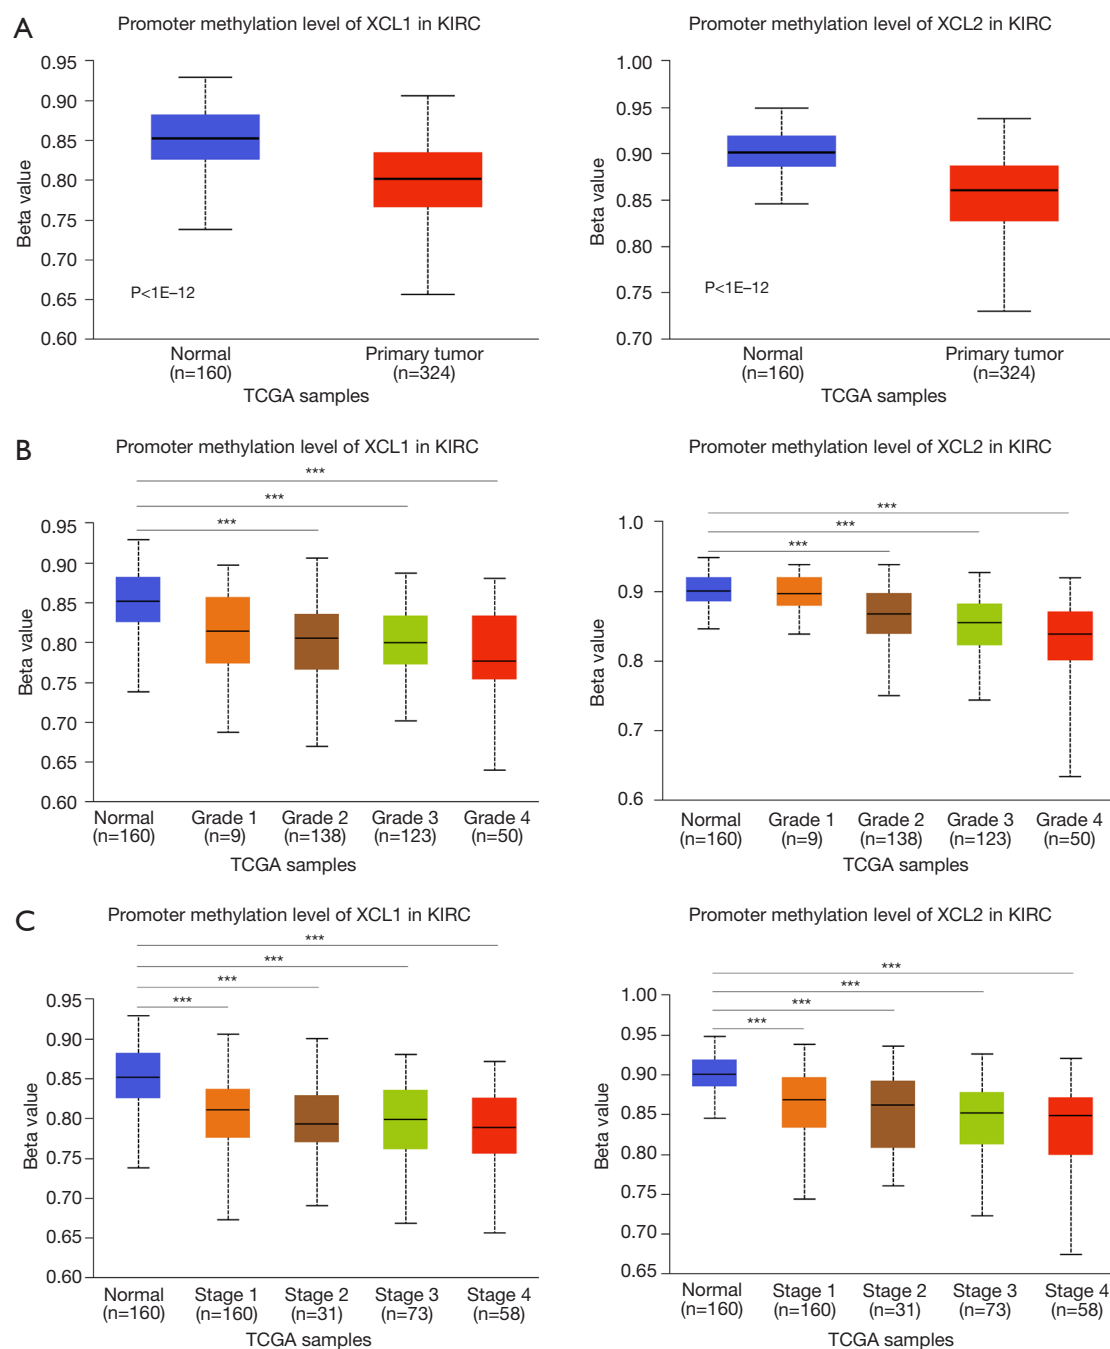 A
Promoter methylation level of XCL1 in KIRC
Beta value
0.95
0.90
0.85
0.80
0.75
0.70
0.65
0.60
P<1E–12
Normal
(n=160)
Primary tumor
(n=324)
TCGA samples
Promoter methylation level of XCL2 in KIRC
Beta value
1.00
0.95
0.90
0.85
0.80
0.75
0.70
P<1E–12
Normal
(n=160)
Primary tumor
(n=324)
TCGA samples
B
Promoter methylation level of XCL1 in KIRC
***
***
***
Beta value
0.95
0.90
0.85
0.80
0.75
0.70
0.65
0.60
Normal
(n=160)
Grade 1
(n=9)
Grade 2
(n=138)
Grade 3
(n=123)
Grade 4
(n=50)
TCGA samples
Promoter methylation level of XCL2 in KIRC
***
***
***
Beta value
1.0
0.9
0.8
0.7
0.6
Normal
(n=160)
Grade 1
(n=9)
Grade 2
(n=138)
Grade 3
(n=123)
Grade 4
(n=50)
TCGA samples
C
Promoter methylation level of XCL1 in KIRC
***
***
***
***
Beta value
0.95
0.90
0.85
0.80
0.75
0.70
0.65
0.60
Normal
(n=160)
Stage 1
(n=160)
Stage 2
(n=31)
Stage 3
(n=73)
Stage 4
(n=58)
TCGA samples
Promoter methylation level of XCL2 in KIRC
***
***
***
***
Beta value
1.00
0.95
0.90
0.85
0.80
0.75
0.70
0.65
Normal
(n=160)
Stage 1
(n=160)
Stage 2
(n=31)
Stage 3
(n=73)
Stage 4
(n=58)
TCGA samples